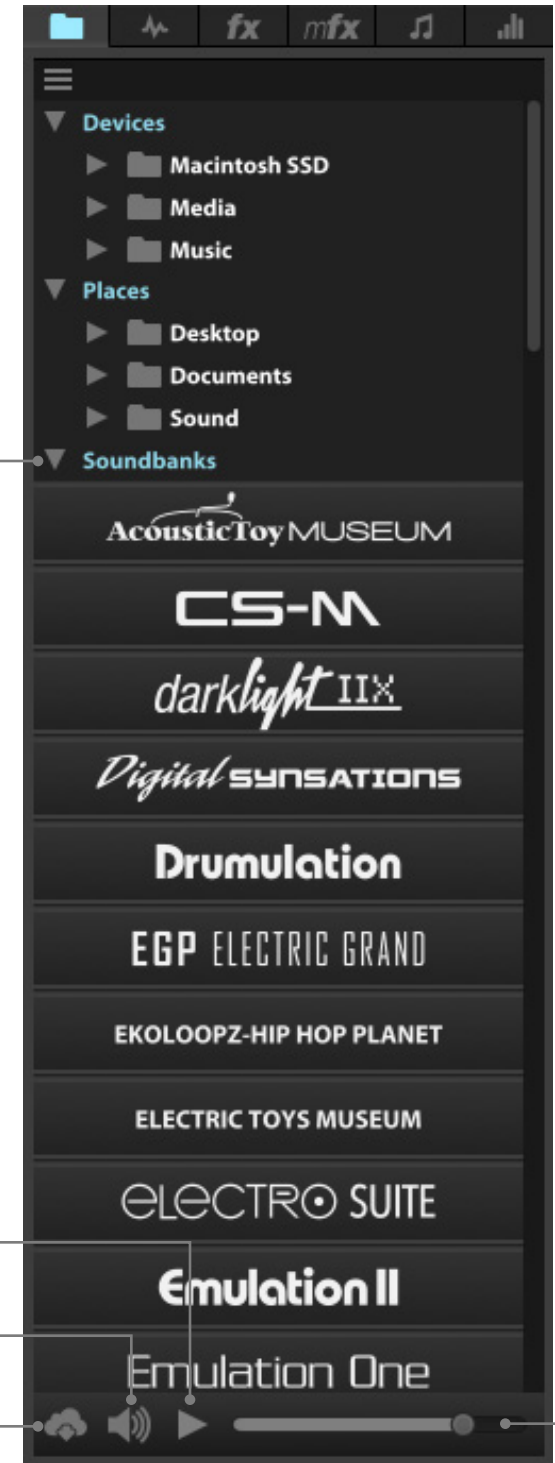 fx mfx
Devices
Macintosh SSD
Media
Music
Places
Desktop
Documents
Sound
Soundbanks
AcousticToy MUSEUM
CS-M
darklight IIX
Digital synsations
Drumulation
EGP ELECTRIC GRAND
EKOLOOPZ-HIP HOP PLANET
ELECTRIC TOYS MUSEUM
eLeCTRO SUITE
Emulation II
Emulation One